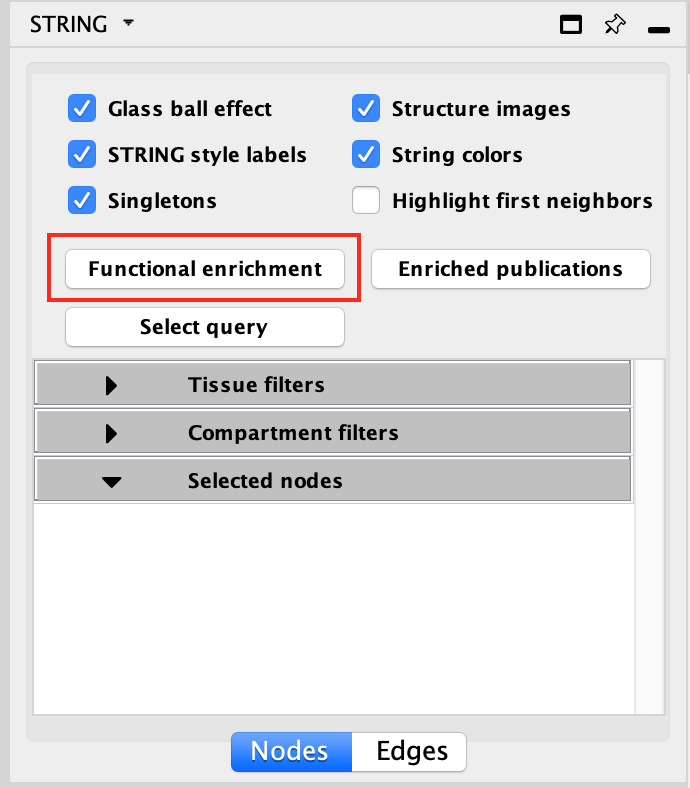 STRING
Glass ball effect
Structure images
STRING style labels
String colors
Singletons
Highlight first neighbors
Functional enrichment
Enriched publications
Select query
Tissue filters
Compartment filters
Selected nodes
Nodes
Edges